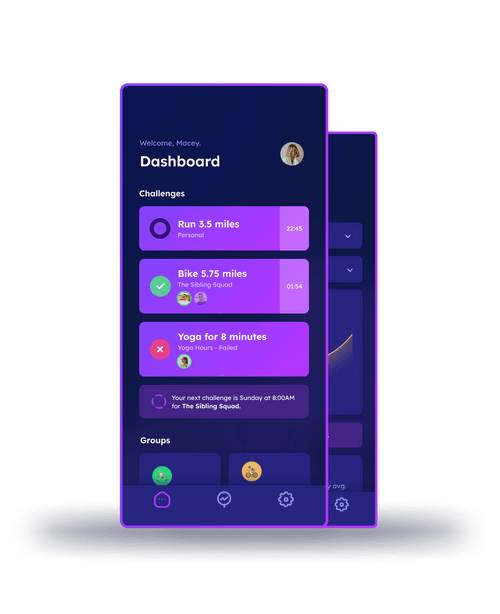 Welcome, Macey.
Dashboard
Challenges
Run 3.5 miles
Personal
22:45
Bike 5.75 miles
The Sibling Squad
01:54
Yoga for 8 minutes
Yoga Hours - Failed
Your next challenge is Sunday at 8:00AM
for The Sibling Squad.
Groups
avg.